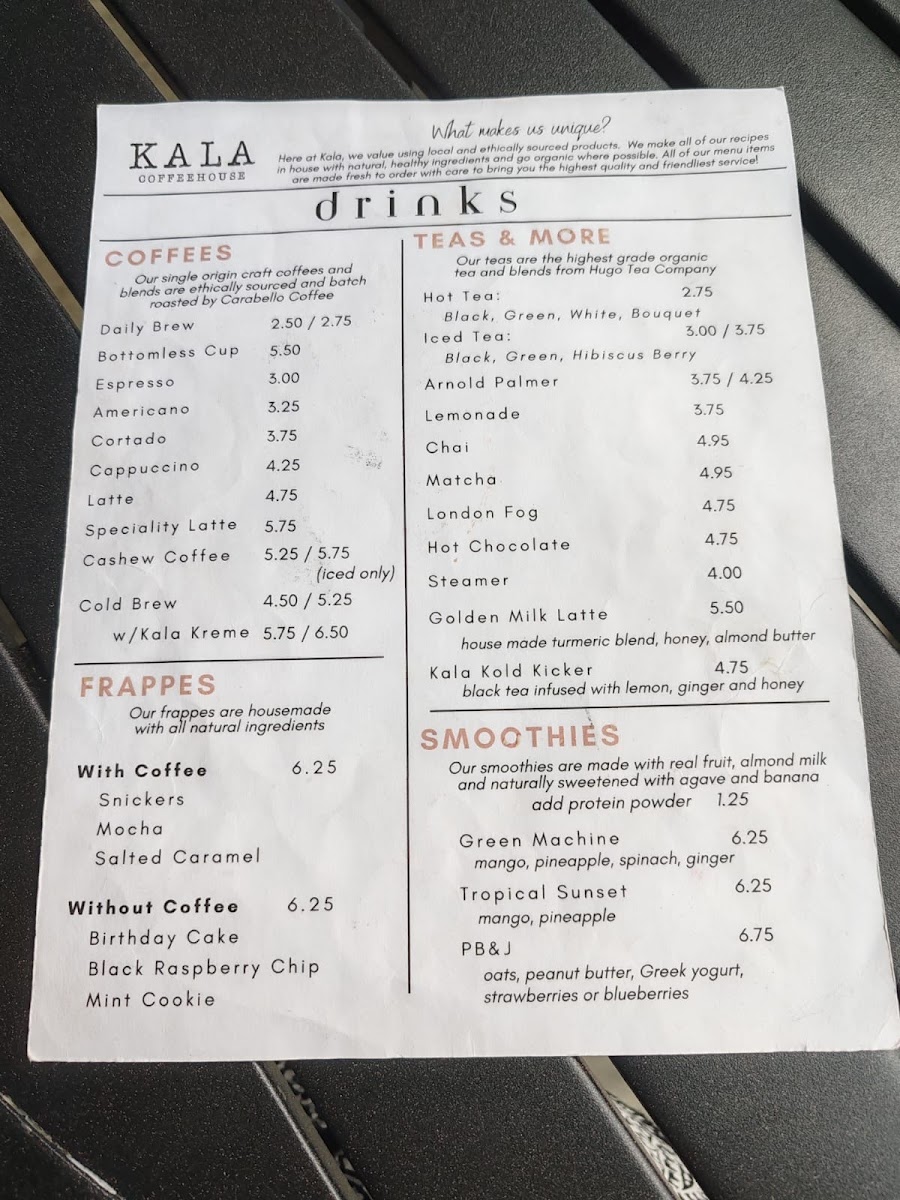 KALA
COFFEEHOUSE
What makes us unique?
Here at Kala, we value using local and ethically sourced products. We make all of our recipes
in house with natural, healthy ingredients and go organic where possible. All of our menu items
are made fresh to order with care to bring you the highest quality and friendliest service!
drinks
COFFEES
Our single origin craft coffees and
blends are ethically sourced and batch
roasted by Carabello Coffee
Daily Brew 2.50 / 2.75
Bottomless Cup 5.50
Espresso 3.00
Americano 3.25
Cortado 3.75
Cappuccino 4.25
Latte 4.75
Speciality Latte 5.75
Cashew Coffee 5.25 / 5.75
(iced only)
Cold Brew 4.50 / 5.25
w/Kala Kreme 5.75 / 6.50
FRAPPES
Our frappes are housemade
with all natural ingredients
With Coffee 6.25
Snickers
Mocha
Salted Caramel
Without Coffee 6.25
Birthday Cake
Black Raspberry Chip
Mint Cookie
TEAS & MORE
Our teas are the highest grade organic
tea and blends from Hugo Tea Company
Hot Tea: 2.75
Black, Green, White, Bouquet
Iced Tea: 3.00 / 3.75
Black, Green, Hibiscus Berry
Arnold Palmer 3.75 / 4.25
Lemonade 3.75
Chai 4.95
Matcha 4.95
London Fog 4.75
Hot Chocolate 4.75
Steamer 4.00
Golden Milk Latte 5.50
house made turmeric blend, honey, almond butter
Kala Kold Kicker 4.75
black tea infused with lemon, ginger and honey
SMOOTHIES
Our smoothies are made with real fruit, almond milk
and naturally sweetened with agave and banana
add protein powder 1.25
Green Machine 6.25
mango, pineapple, spinach, ginger
Tropical Sunset 6.25
mango, pineapple
PB&J 6.75
oats, peanut butter, Greek yogurt,
strawberries or blueberries